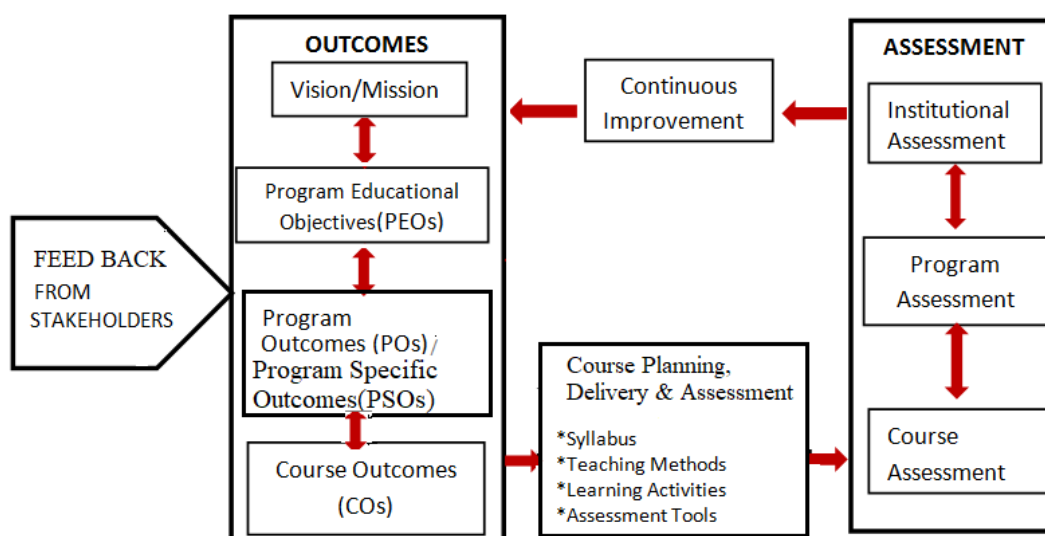 FEED BACK
FROM
STAKEHOLDERS
OUTCOMES
Vision/Mission
Program Educational
Objectives(PEOs)
Program
Outcomes (POs)/
Program Specific
Outcomes(PSOs)
Course Outcomes
(COs)
Continuous
Improvement
Course Planning,
Delivery & Assessment
*Syllabus
*Teaching Methods
*Learning Activities
*Assessment Tools
ASSESSMENT
Institutional
Assessment
Program
Assessment
Course
Assessment